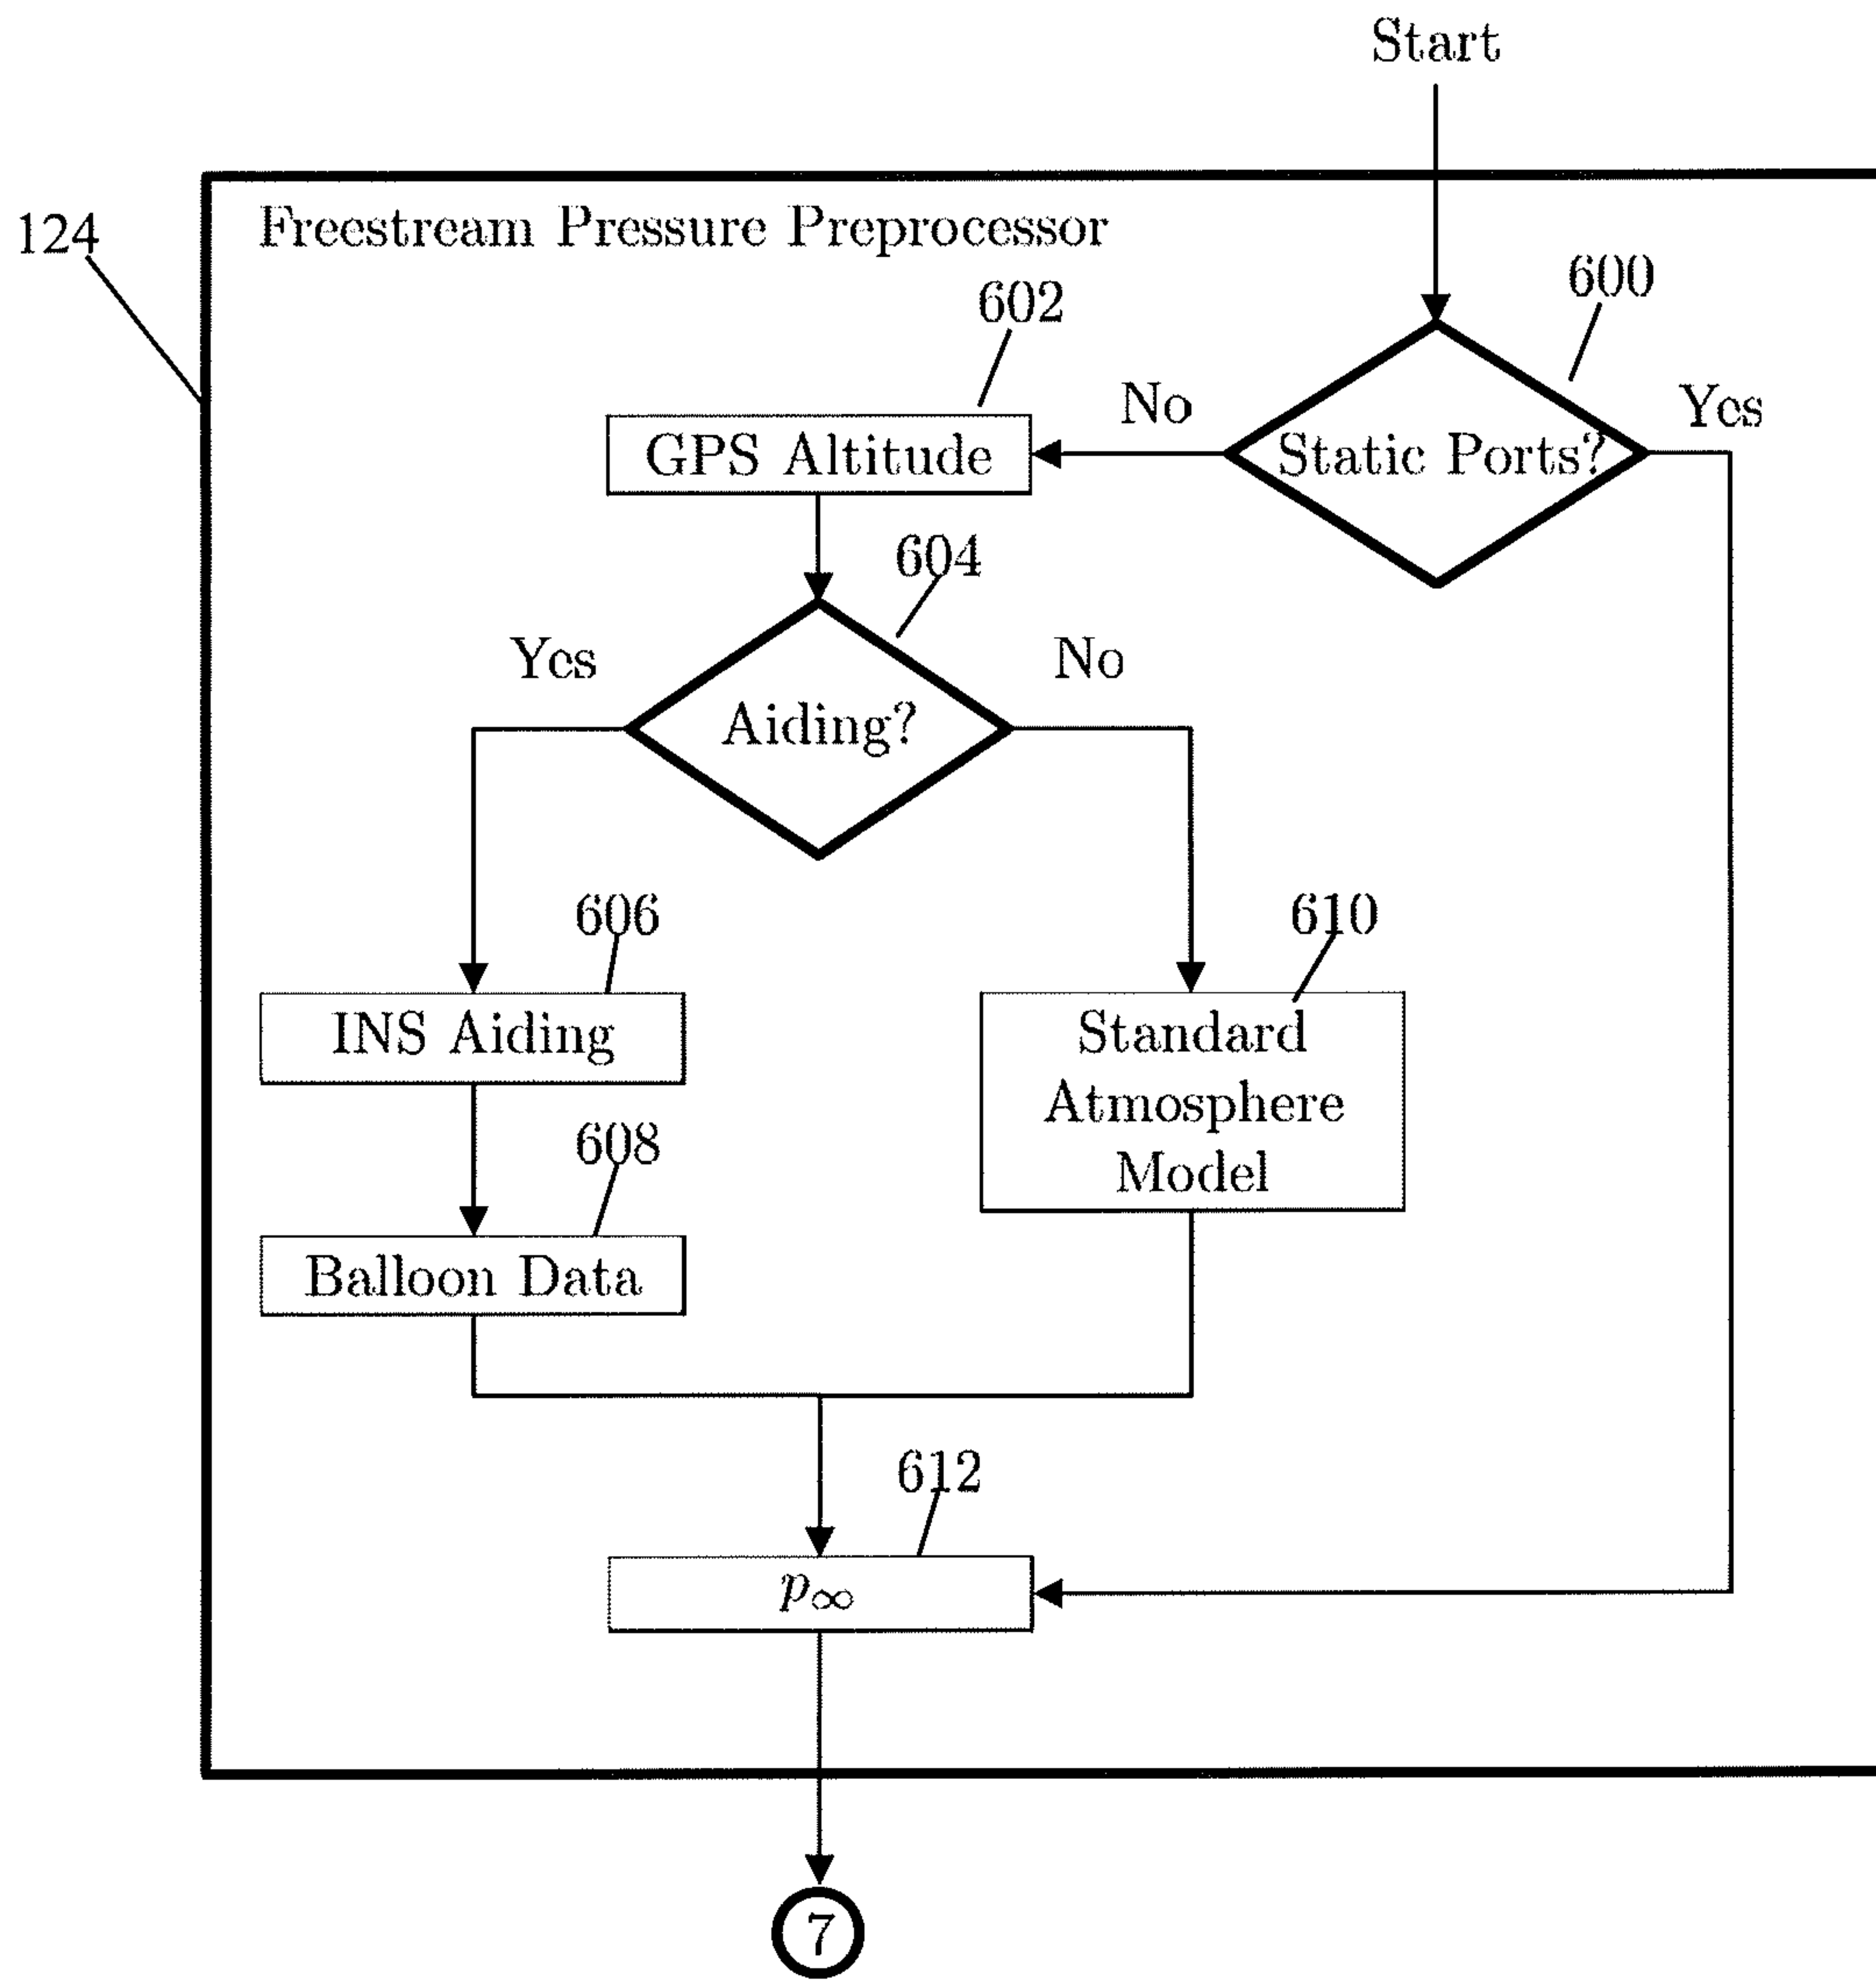 Start
124
Freestream Pressure Preprocessor
600
602
No
Yes
GPS Altitude
Static Ports?
604
Yes
No
Aiding?
606
610
INS Aiding
Standard
Atmosphere
Model
608
Balloon Data
612
p∞
7